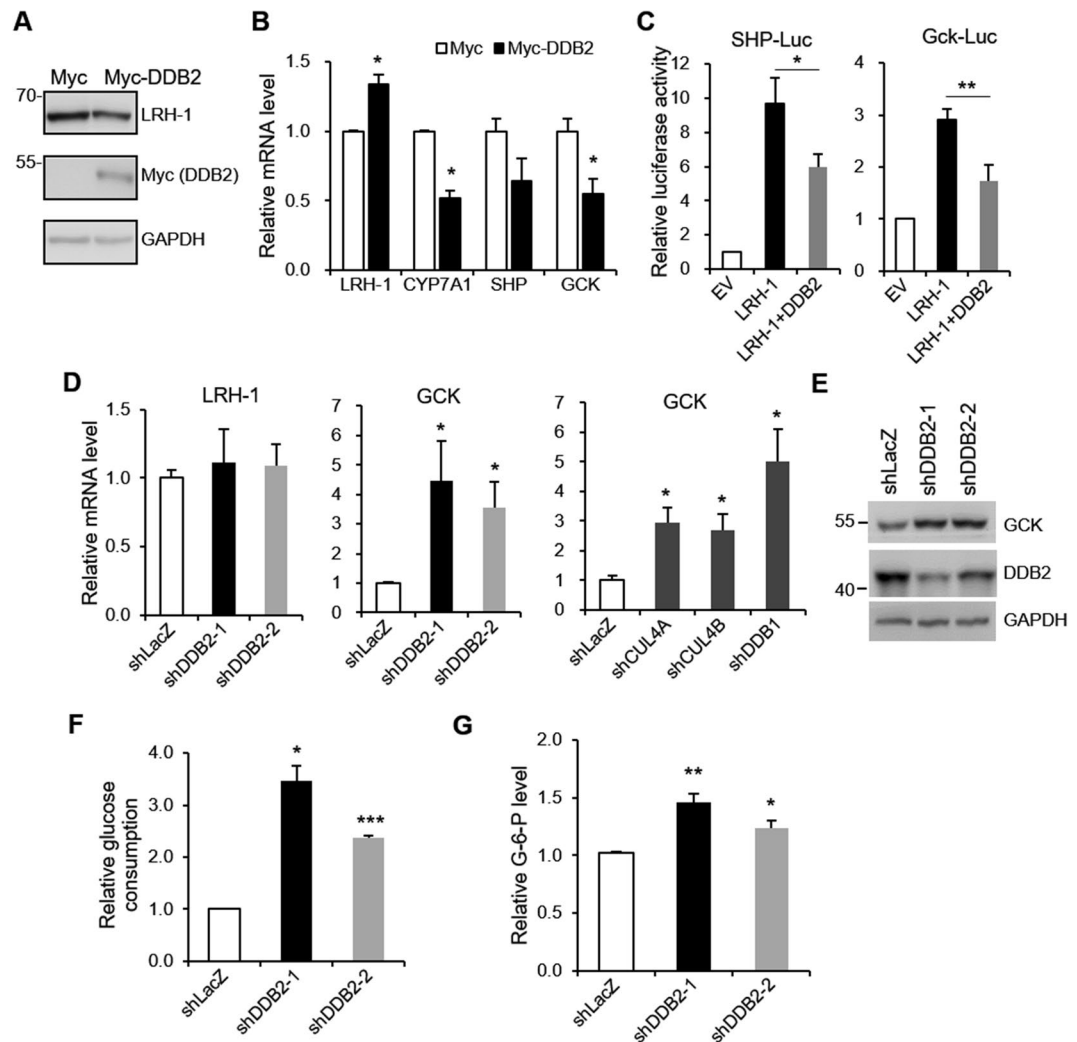 A
Myc Myc-DDB2
70-
LRH-1
55-
Myc (DDB2)
GAPDH
B
Myc Myc-DDB2
Relative mRNA level
1.5
1.0
0.5
0.0
* * *
LRH-1 CYP7A1 SHP GCK
C
SHP-Luc
Relative luciferase activity
12
10
8
6
4
2
0
*
EV
LRH-1
LRH-1+DDB2
Gck-Luc
4
3
2
1
0
**
EV
LRH-1
LRH-1+DDB2
D
LRH-1
Relative mRNA level
1.5
1.0
0.5
0.0
shLacZ
shDDB2-1
shDDB2-2
GCK
7
6
5
4
3
2
1
0
* *
shLacZ
shDDB2-1
shDDB2-2
GCK
7
6
5
4
3
2
1
0
* * *
shLacZ
shCUL4A
shCUL4B
shDDB1
E
shLacZ
shDDB2-1
shDDB2-2
55
GCK
DDB2
40
GAPDH
F
Relative glucose
consumption
4.0
3.0
2.0
1.0
0.0
* ***
shLacZ
shDDB2-1
shDDB2-2
G
Relative G-6-P level
2.0
1.5
1.0
0.5
0.0
** *
shLacZ
shDDB2-1
shDDB2-2